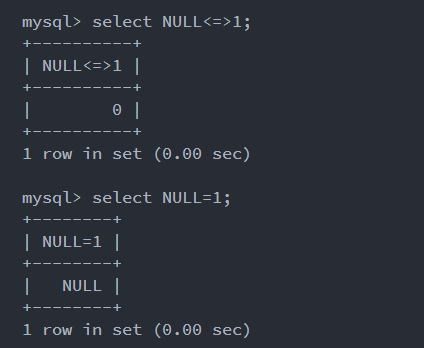 mysql> select NULL<=>1;
+----------+
| NULL<=>1 |
+----------+
|        0 |
+----------+
1 row in set (0.00 sec)

mysql> select NULL=1;
+--------+
| NULL=1 |
+--------+
|   NULL |
+--------+
1 row in set (0.00 sec)